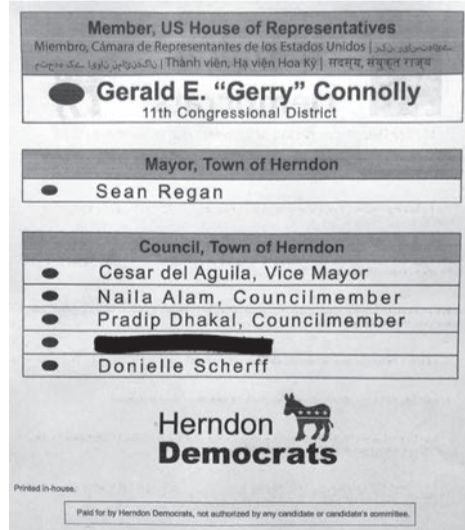 Member, US House of Representatives
Miembro, Cámara de Representantes de los Estados Unidos |
| Thành viên, Hạ viện Hoa Kỳ | सदस्य, संयुक्त राज्य
Gerald E. “Gerry” Connolly
11th Congressional District
Mayor, Town of Herndon
Sean Regan
Council, Town of Herndon
Cesar del Aguila, Vice Mayor
Naila Alam, Councilmember
Pradip Dhakal, Councilmember
Donielle Scherff
Herndon
Democrats
Printed in-house.
Paid for by Herndon Democrats, not authorized by any candidate or candidate's committee.